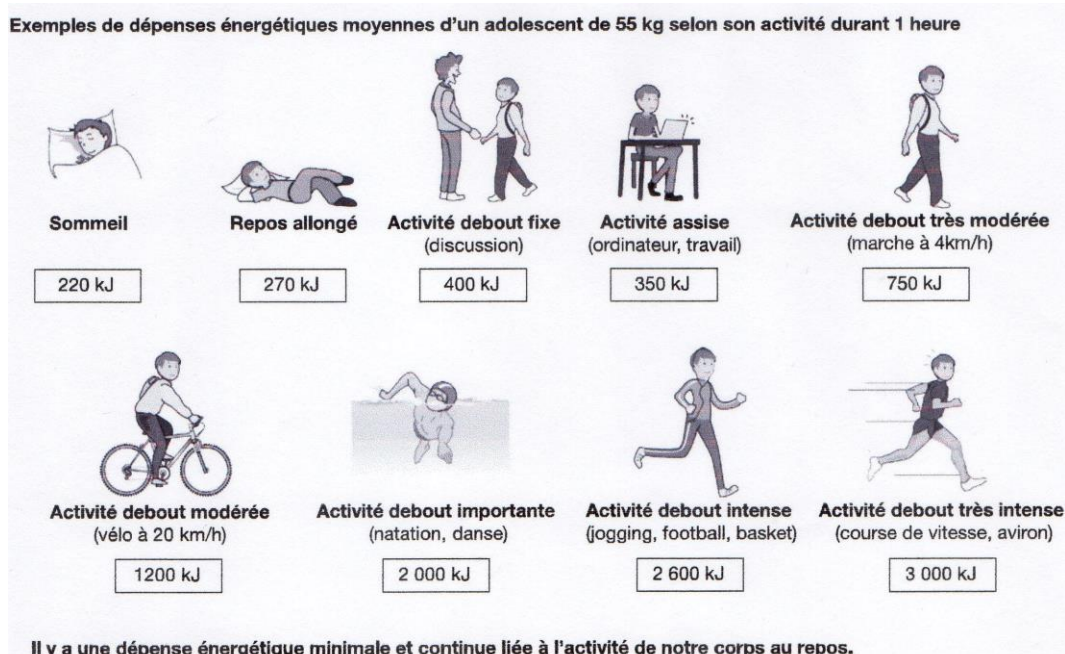 Exemples de dépenses énergétiques moyennes d'un adolescent de 55 kg selon son activité durant 1 heure
Sommeil
Repos allongé
Activité debout fixe
(discussion)
Activité assise
(ordinateur, travail)
Activité debout très modérée
(marche à 4km/h)
220 kJ
270 kJ
400 kJ
350 kJ
750 kJ
Activité debout modérée
(vélo à 20 km/h)
Activité debout importante
(natation, danse)
Activité debout intense
(jogging, football, basket)
Activité debout très intense
(course de vitesse, aviron)
1200 kJ
2 000 kJ
2 600 kJ
3 000 kJ
Il y a une dépense énergétique minimale et continue liée à l'activité de notre corps au repos.